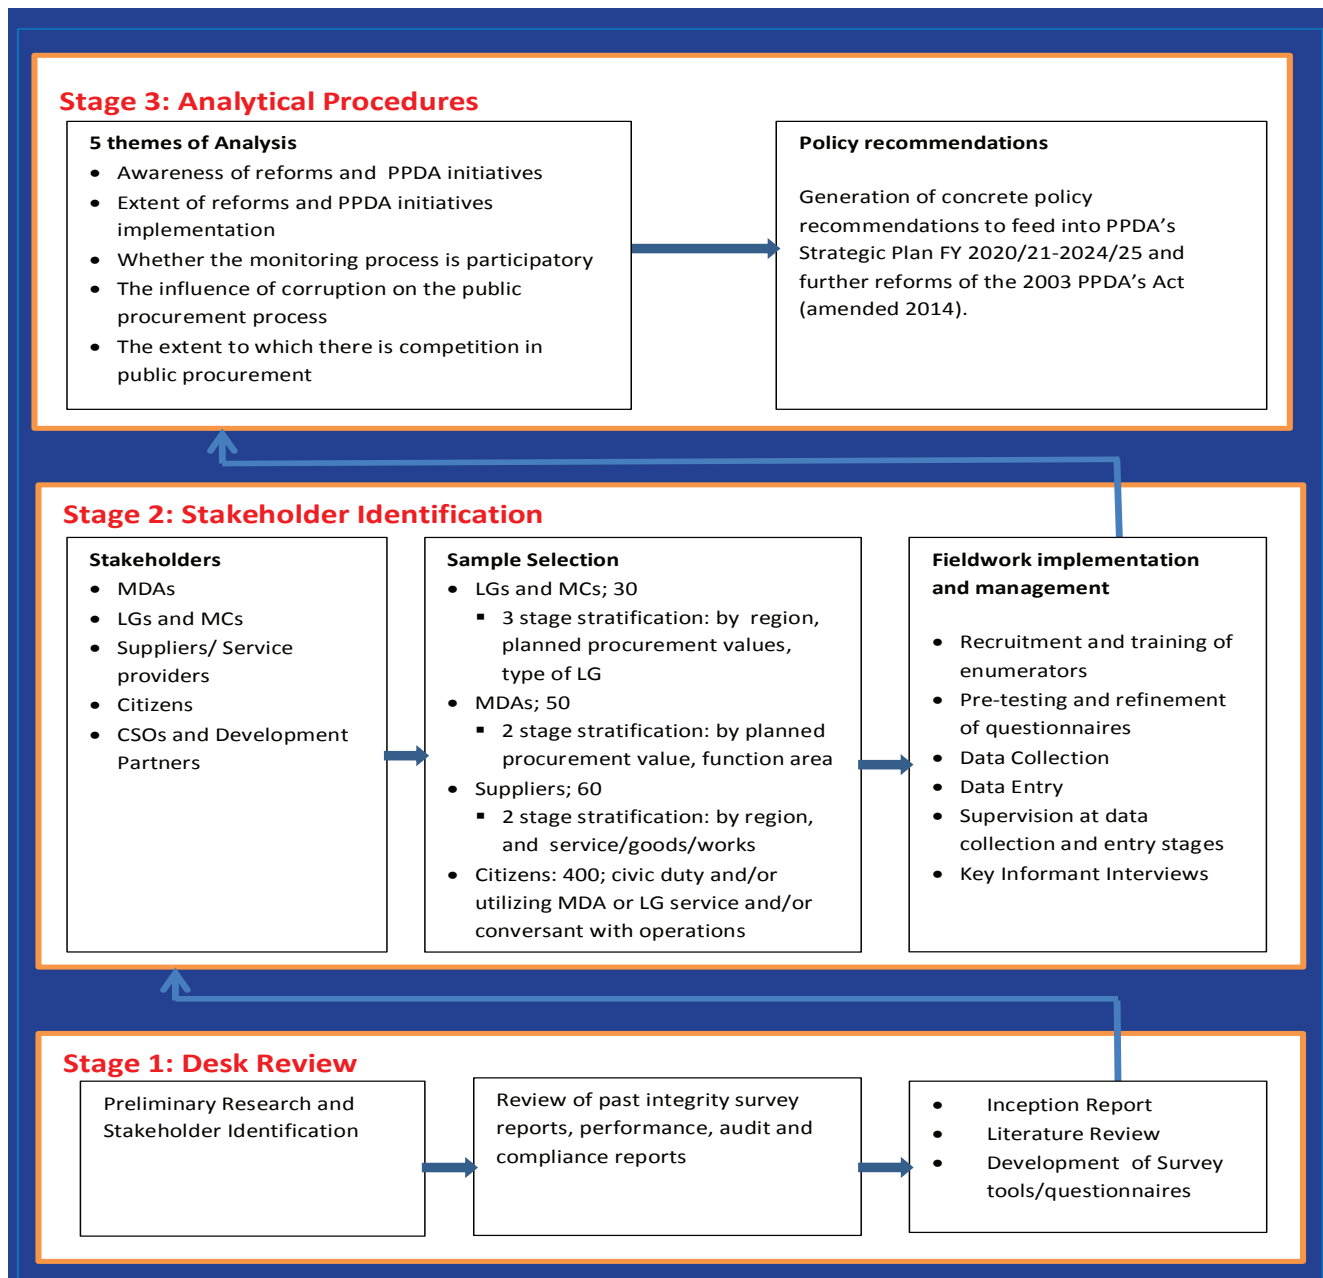 Stage 3: Analytical Procedures
5 themes of Analysis
• Awareness of reforms and PPDA initiatives
• Extent of reforms and PPDA initiatives
implementation
• Whether the monitoring process is participatory
• The influence of corruption on the public
procurement process
• The extent to which there is competition in
public procurement
Policy recommendations
Generation of concrete policy
recommendations to feed into PPDA’s
Strategic Plan FY 2020/21-2024/25 and
further reforms of the 2003 PPDA’s Act
(amended 2014).
Stage 2: Stakeholder Identification
Stakeholders
• MDAs
• LGs and MCs
• Suppliers/ Service
providers
• Citizens
• CSOs and Development
Partners
Sample Selection
• LGs and MCs; 30
▪ 3 stage stratification: by region,
planned procurement values,
type of LG
• MDAs; 50
▪ 2 stage stratification: by planned
procurement value, function area
• Suppliers; 60
▪ 2 stage stratification: by region,
and service/goods/works
• Citizens: 400; civic duty and/or
utilizing MDA or LG service and/or
conversant with operations
Fieldwork implementation
and management
• Recruitment and training of
enumerators
• Pre-testing and refinement
of questionnaires
• Data Collection
• Data Entry
• Supervision at data
collection and entry stages
• Key Informant Interviews
Stage 1: Desk Review
Preliminary Research and
Stakeholder Identification
Review of past integrity survey
reports, performance, audit and
compliance reports
• Inception Report
• Literature Review
• Development of Survey
tools/questionnaires